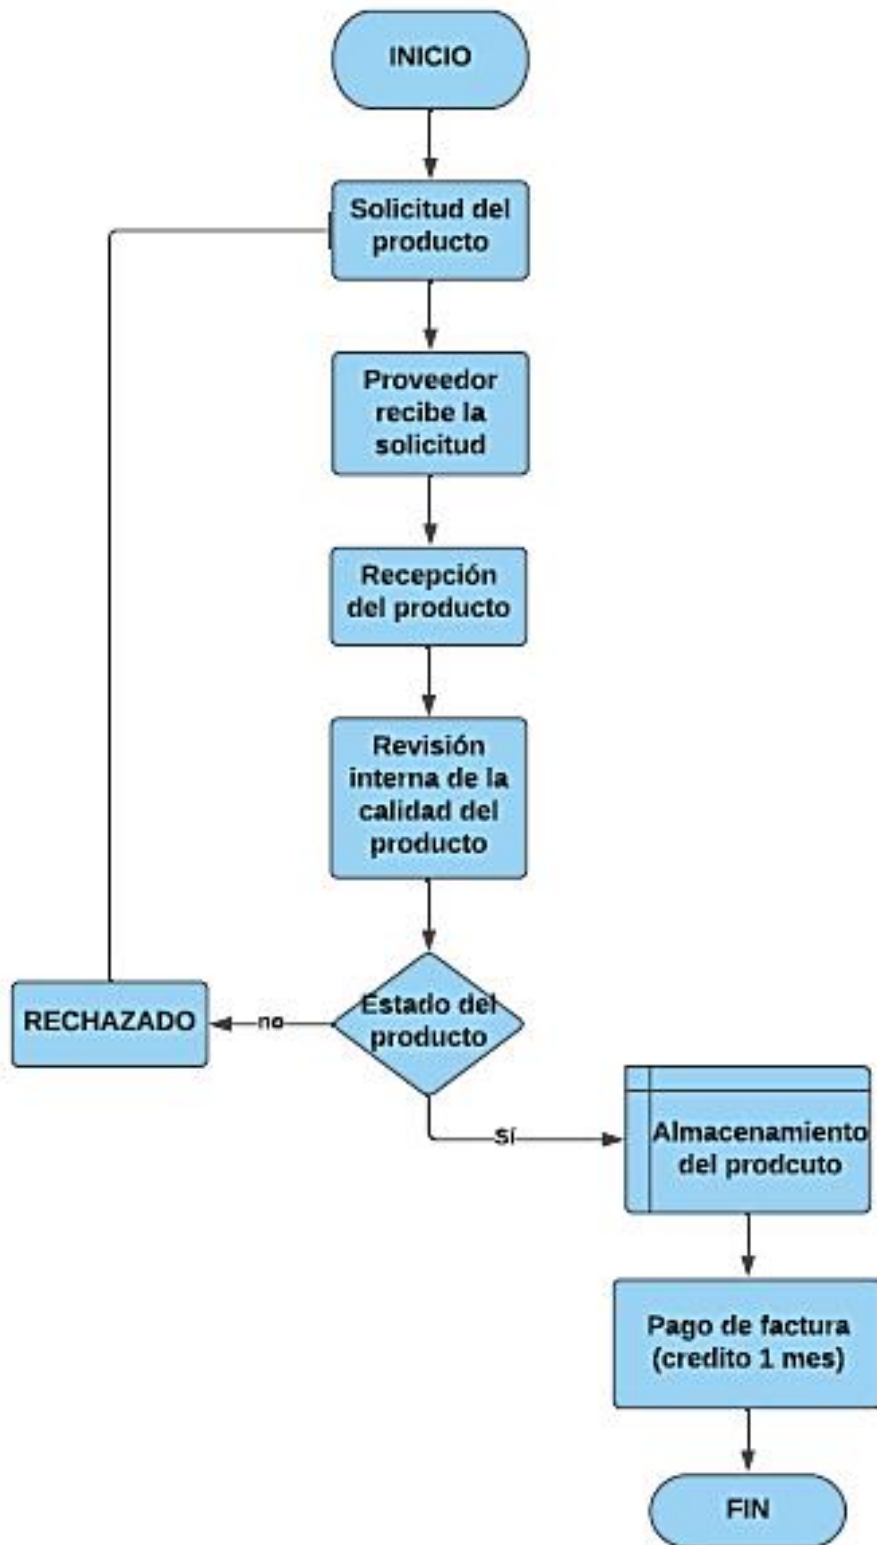 INICIO
Solicitud del
producto
Proveedor
recibe la
solicitud
Recepción
del producto
Revisión
interna de la
calidad del
producto
Estado del
producto
no
RECHAZADO
Sí
Almacenamiento
del prodcuto
Pago de factura
(credito 1 mes)
FIN